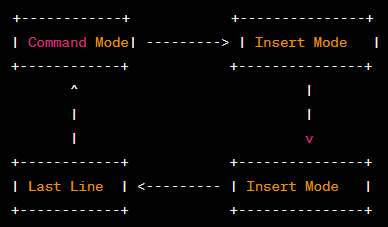 +------------+              +--------------+
| Command Mode| ---------> | Insert Mode   |
+------------+              +--------------+
       ^                             |
       |                             |
       |                             v
+------------+              +--------------+
| Last Line  | <--------- | Insert Mode   |
+------------+              +--------------+